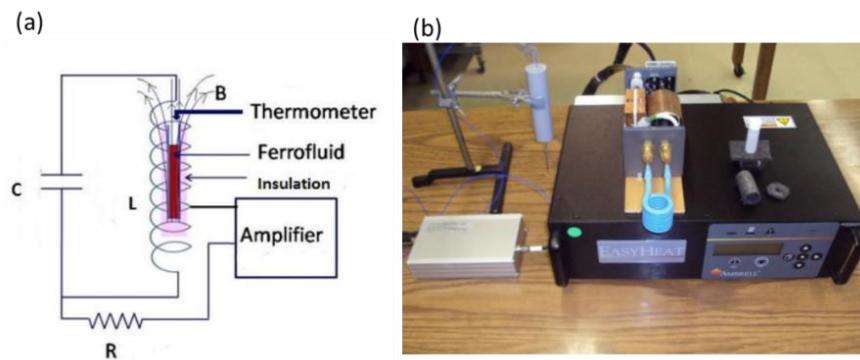 (a)
(b)
B
Thermometer
Ferrofluid
Insulation
C
L
Amplifier
R
EASYHEAT
AMBRELL